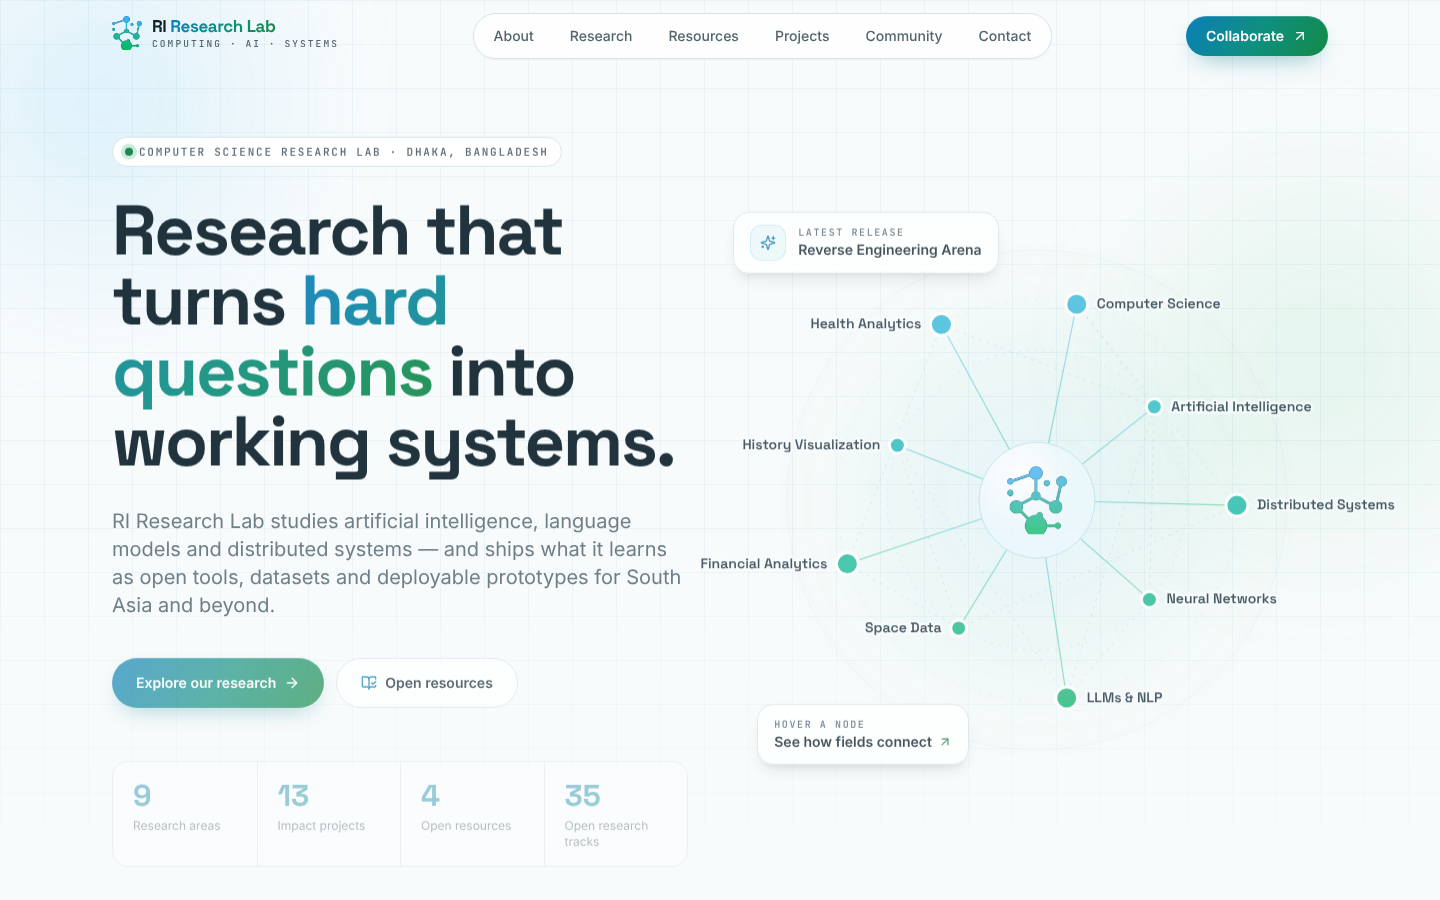 RI Research Lab
COMPUTING · AI · SYSTEMS
About
Research
Resources
Projects
Community
Contact
Collaborate
COMPUTER SCIENCE RESEARCH LAB · DHAKA, BANGLADESH
Research that
turns hard
questions into
working systems.
RI Research Lab studies artificial intelligence, language
models and distributed systems — and ships what it learns
as open tools, datasets and deployable prototypes for South
Asia and beyond.
Explore our research
Open resources
9
Research areas
13
Impact projects
4
Open resources
35
Open research
tracks
LATEST RELEASE
Reverse Engineering Arena
Computer Science
Health Analytics
Artificial Intelligence
History Visualization
Distributed Systems
Financial Analytics
Neural Networks
Space Data
LLMs & NLP
HOVER A NODE
See how fields connect